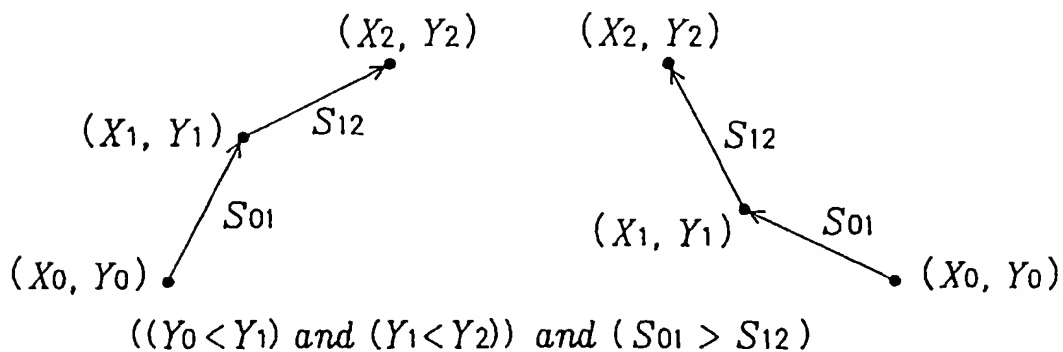 (X2, Y2)
(X1, Y1)
S12
S01
(X0, Y0)
(X2, Y2)
S12
(X1, Y1)
S01
(X0, Y0)
((Y0<Y1) and (Y1<Y2)) and (S01 > S12)